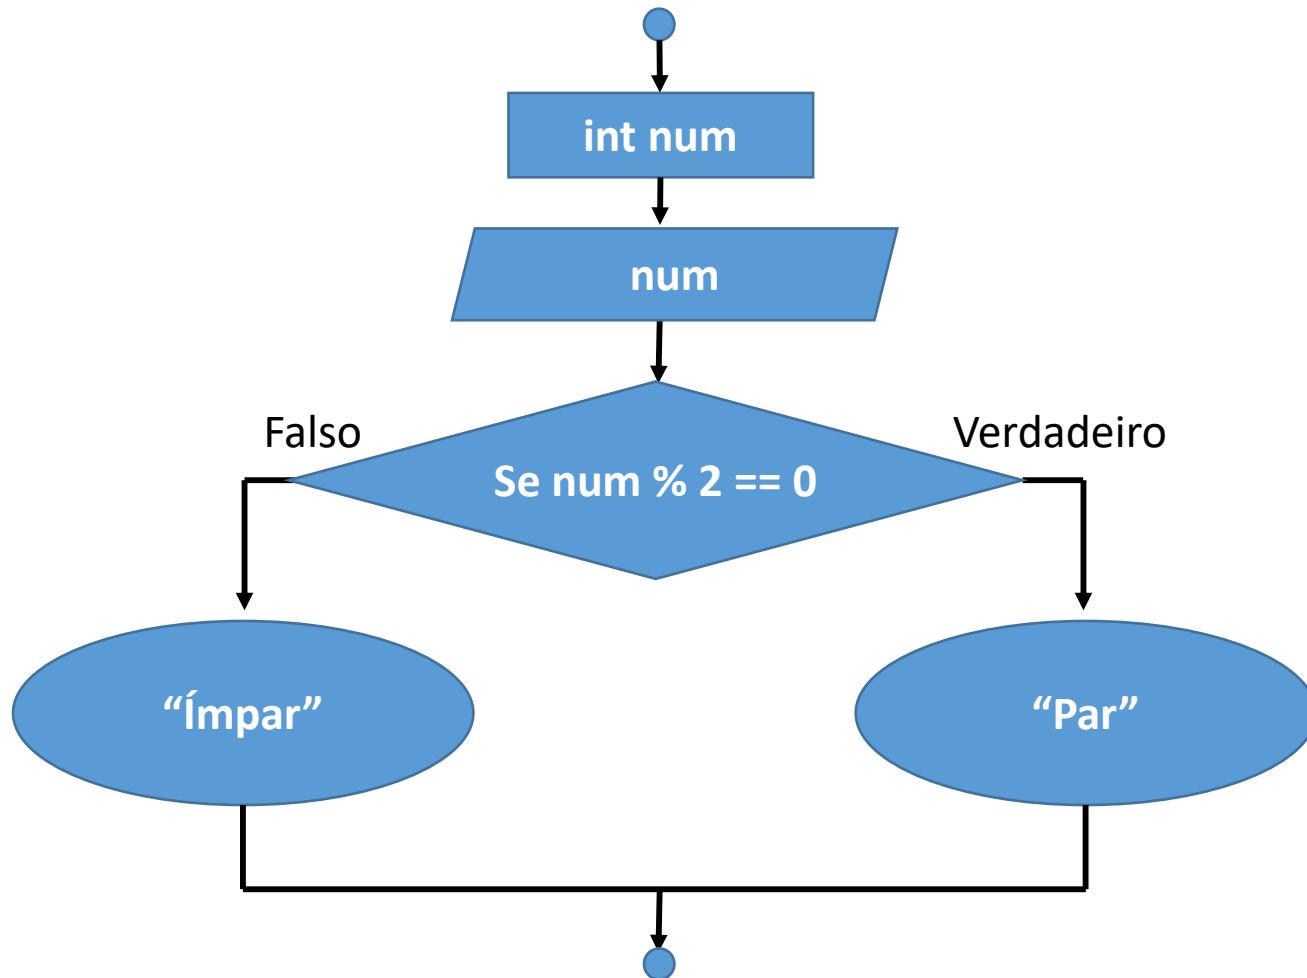 int num
num
Falso
Verdadeiro
Se num % 2 == 0
“Ímpar”
“Par”